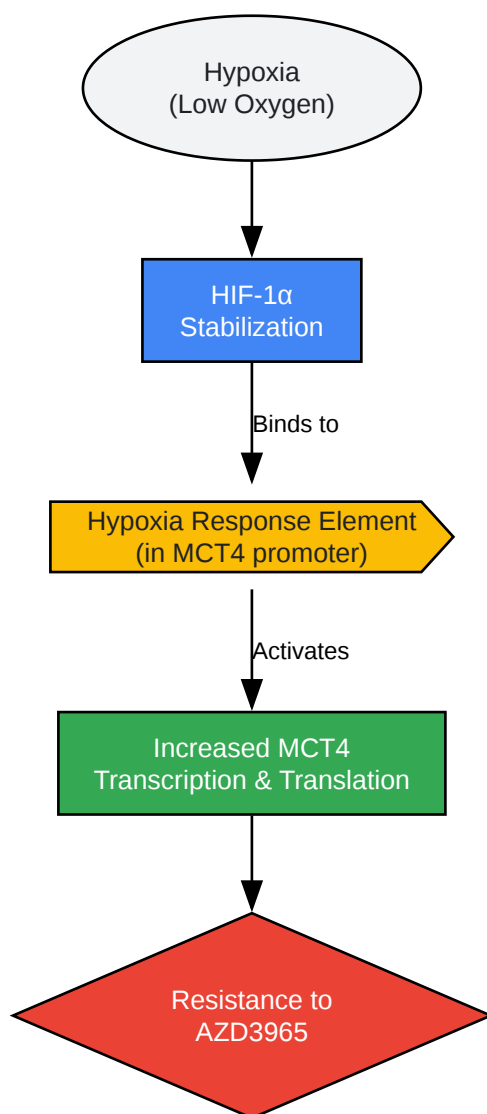 Hypoxia
(Low Oxygen)
HIF-1α
Stabilization
Binds to
Hypoxia Response Element
(in MCT4 promoter)
Activates
Increased MCT4
Transcription & Translation
Resistance to
AZD3965